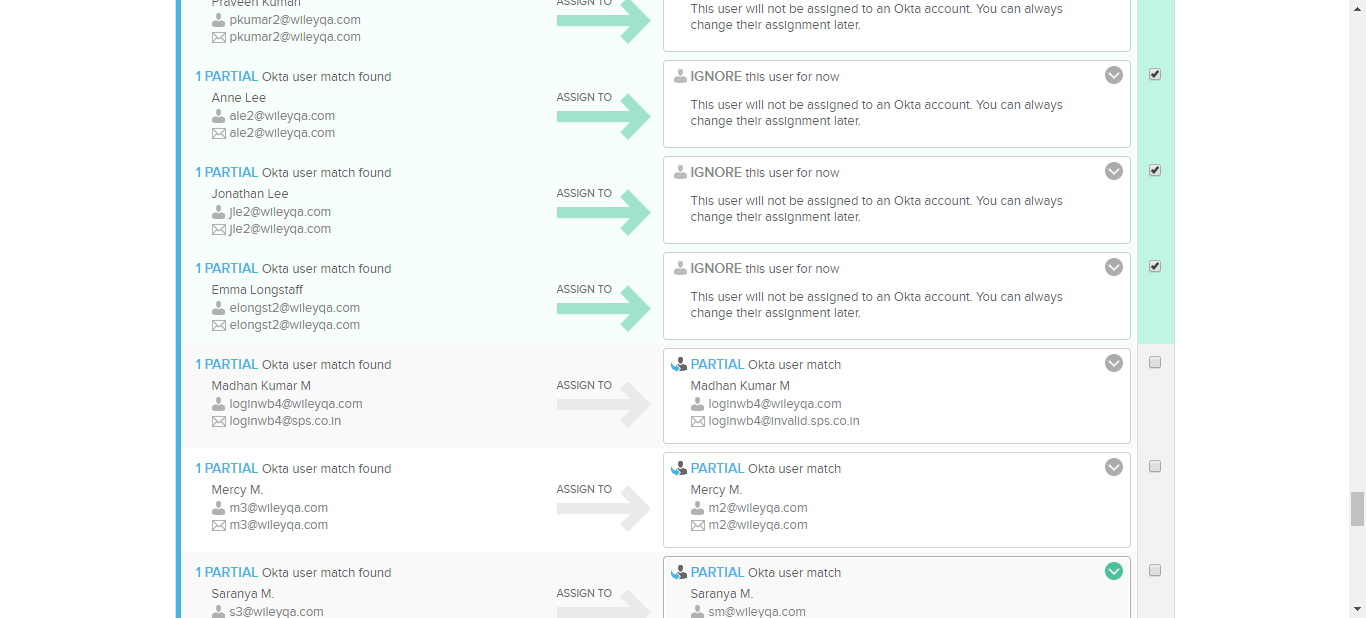 Praveen Kumari
pkumar2@wileyqa.com
pkumar2@wileyqa.com
ASSIGN TO
This user will not be assigned to an Okta account. You can always
change their assignment later.
1 PARTIAL Okta user match found
Anne Lee
ale2@wileyqa.com
ale2@wileyqa.com
ASSIGN TO
IGNORE this user for now
This user will not be assigned to an Okta account. You can always
change their assignment later.
1 PARTIAL Okta user match found
Jonathan Lee
jle2@wileyqa.com
jle2@wileyqa.com
ASSIGN TO
IGNORE this user for now
This user will not be assigned to an Okta account. You can always
change their assignment later.
1 PARTIAL Okta user match found
Emma Longstaff
elongst2@wileyqa.com
elongst2@wileyqa.com
ASSIGN TO
IGNORE this user for now
This user will not be assigned to an Okta account. You can always
change their assignment later.
1 PARTIAL Okta user match found
Madhan Kumar M
loginwb4@wileyqa.com
loginwb4@sps.co.in
ASSIGN TO
PARTIAL Okta user match
Madhan Kumar M
loginwb4@wileyqa.com
loginwb4@invalid.sps.co.in
1 PARTIAL Okta user match found
Mercy M.
m3@wileyqa.com
m3@wileyqa.com
ASSIGN TO
PARTIAL Okta user match
Mercy M.
m2@wileyqa.com
m2@wileyqa.com
1 PARTIAL Okta user match found
Saranya M.
s3@wileyqa.com
ASSIGN TO
PARTIAL Okta user match
Saranya M.
sm@wileyqa.com